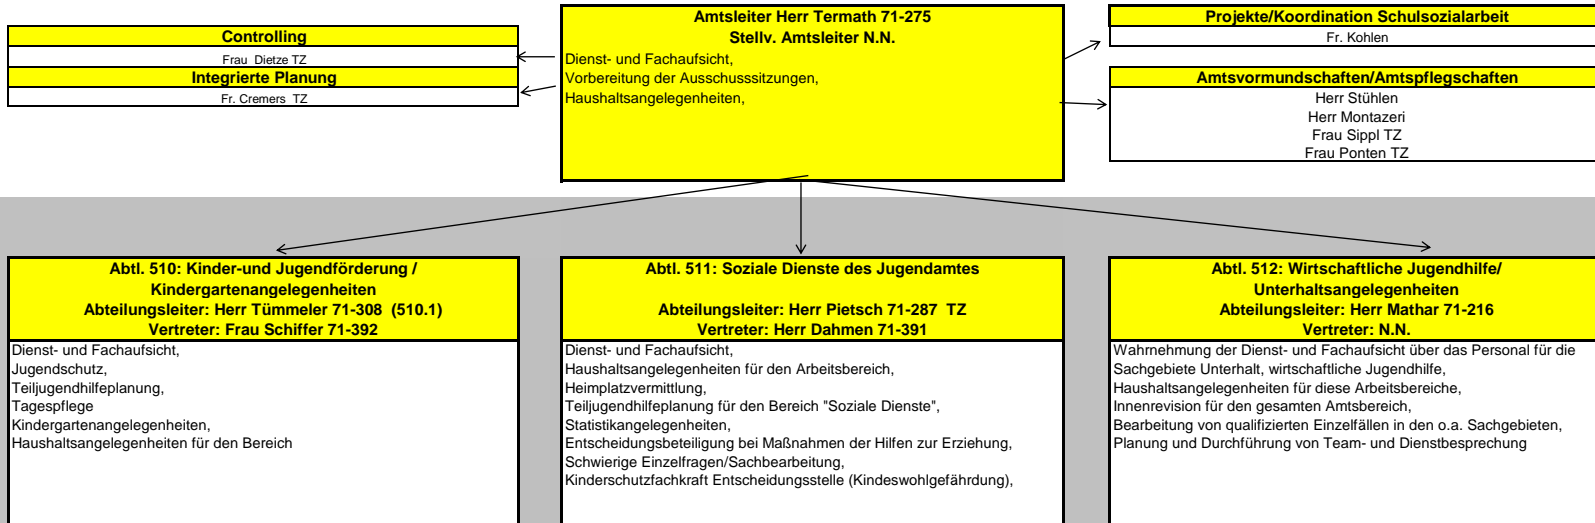 Controlling
Frau Dietze TZ
Integrierte Planung
Fr. Cremers TZ
Amtsleiter Herr Termath 71-275
Stellv. Amtsleiter N.N.
Dienst- und Fachaufsicht,
Vorbereitung der Ausschusssitzungen,
Haushaltsangelegenheiten,
Projekte/Koordination Schulsozialarbeit
Fr. Kohlen
Amtsvormundschaften/Amtspflegschaften
Herr Stühlen
Herr Montazeri
Frau Sippl TZ
Frau Ponten TZ
Abtl. 510: Kinder-und Jugendförderung /
Kindergartenangelegenheiten
Abteilungsleiter: Herr Tümmeler 71-308 (510.1)
Vertreter: Frau Schiffer 71-392
Dienst- und Fachaufsicht,
Jugendschutz,
Teiljugendhilfeplanung,
Tagespflege
Kindergartenangelegenheiten,
Haushaltsangelegenheiten für den Bereich
Abtl. 511: Soziale Dienste des Jugendamtes
Abteilungsleiter: Herr Pietsch 71-287 TZ
Vertreter: Herr Dahmen 71-391
Dienst- und Fachaufsicht,
Haushaltsangelegenheiten für den Arbeitsbereich,
Heimplatzvermittlung,
Teiljugendhilfeplanung für den Bereich "Soziale Dienste",
Statistikangelegenheiten,
Entscheidungsbeteiligung bei Maßnahmen der Hilfen zur Erziehung,
Schwierige Einzelfragen/Sachbearbeitung,
Kinderschutzfachkraft Entscheidungsstelle (Kindeswohlgefährdung),
Abtl. 512: Wirtschaftliche Jugendhilfe/
Unterhaltsangelegenheiten
Abteilungsleiter: Herr Mathar 71-216
Vertreter: N.N.
Wahrnehmung der Dienst- und Fachaufsicht über das Personal für die
Sachgebiete Unterhalt, wirtschaftliche Jugendhilfe,
Haushaltsangelegenheiten für diese Arbeitsbereiche,
Innenrevision für den gesamten Amtsbereich,
Bearbeitung von qualifizierten Einzelfällen in den o.a. Sachgebieten,
Planung und Durchführung von Team- und Dienstbesprechung